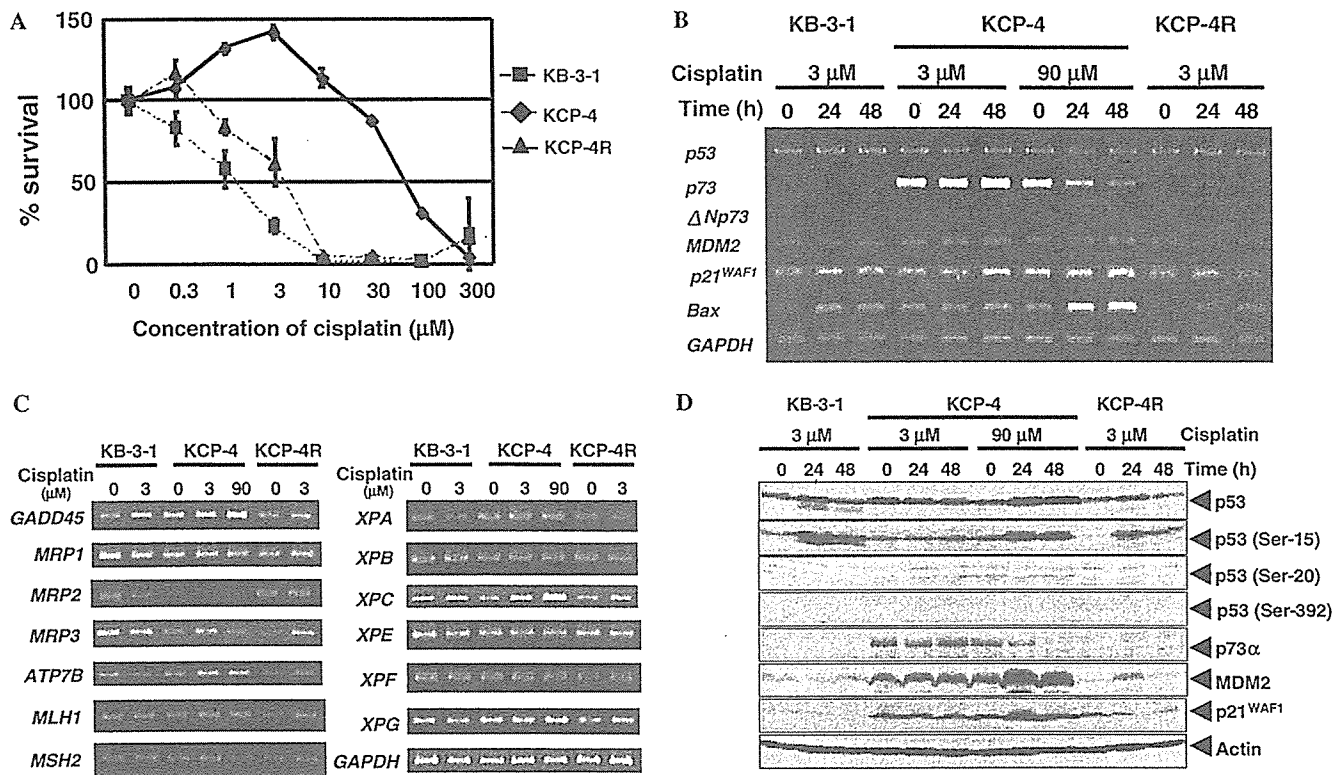 A
150
100
50
0
% survival
0 0.3 1 3 10 30 100 300
Concentration of cisplatin (µM)
KB-3-1
KCP-4
KCP-4R
B
KB-3-1 KCP-4 KCP-4R
Cisplatin 3 µM 3 µM 90 µM 3 µM
Time (h) 0 24 48 0 24 48 0 24 48 0 24 48
p53
p73
ΔNp73
MDM2
p21WAF1
Bax
GAPDH
C
KB-3-1 KCP-4 KCP-4R
Cisplatin
(µM) 0 3 0 3 90 0 3
GADD45
MRP1
MRP2
MRP3
ATP7B
MLH1
MSH2
KB-3-1 KCP-4 KCP-4R
Cisplatin
(µM) 0 3 0 3 90 0 3
XPA
XPB
XPC
XPE
XPF
XPG
GAPDH
D
KB-3-1 KCP-4 KCP-4R
3 µM 3 µM 90 µM 3 µM Cisplatin
0 24 48 0 24 48 0 24 48 0 24 48 Time (h)
p53
p53 (Ser-15)
p53 (Ser-20)
p53 (Ser-392)
p73α
MDM2
p21WAF1
Actin